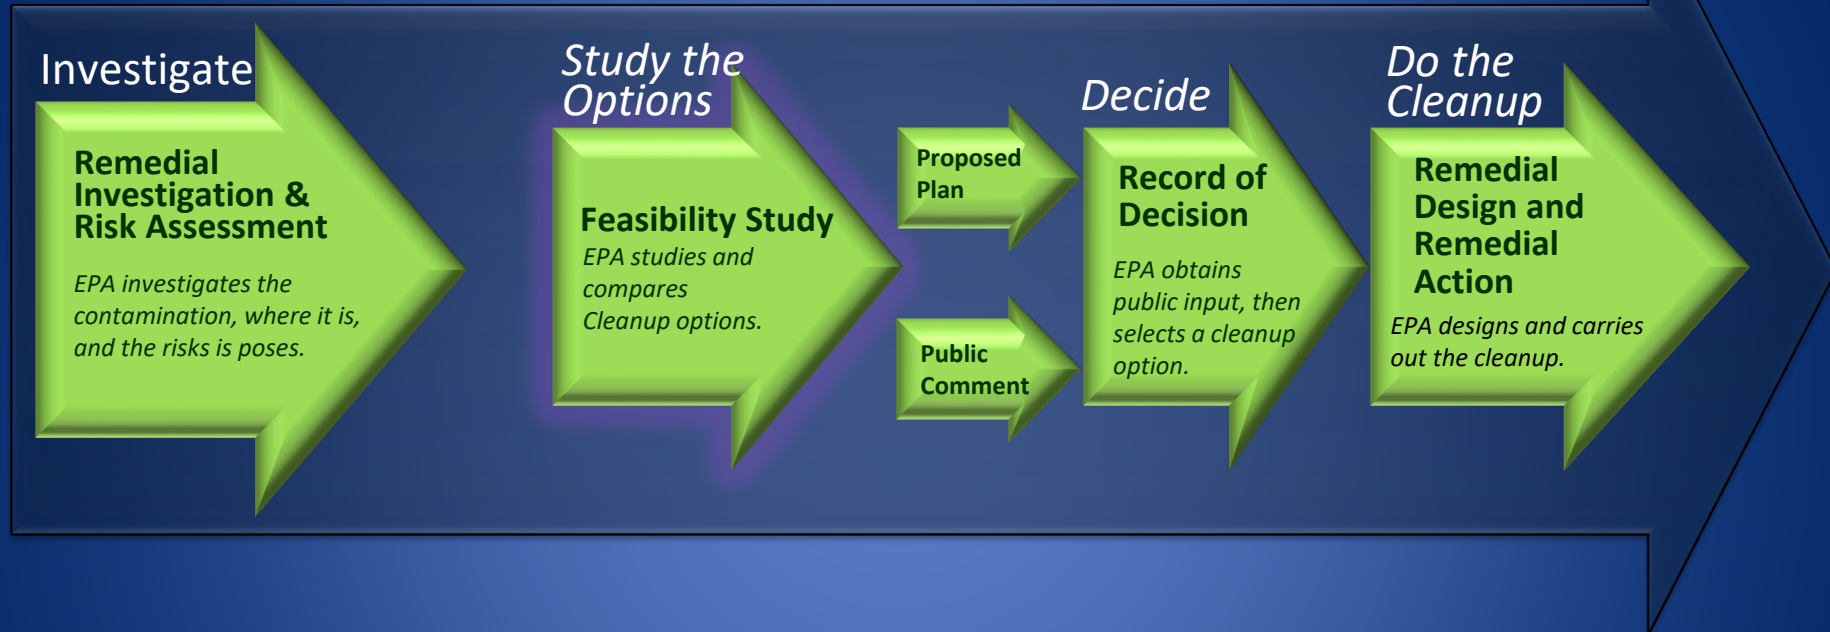 Investigate
Remedial
Investigation &
Risk Assessment
EPA investigates the
contamination, where it is,
and the risks is poses.
Study the
Options
Feasibility Study
EPA studies and
compares
Cleanup options.
Proposed
Plan
Public
Comment
Decide
Record of
Decision
EPA obtains
public input, then
selects a cleanup
option.
Do the
Cleanup
Remedial
Design and
Remedial
Action
EPA designs and carries
out the cleanup.